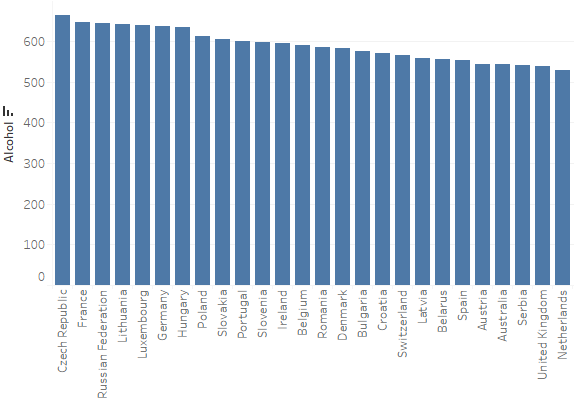 Alcohol
600
500
400
300
200
100
0
Czech Republic
France
Russian Federation
Lithuania
Luxembourg
Germany
Hungary
Poland
Slovakia
Portugal
Slovenia
Ireland
Belgium
Romania
Denmark
Bulgaria
Croatia
Switzerland
Latvia
Belarus
Spain
Austria
Australia
Serbia
United Kingdom
Netherlands